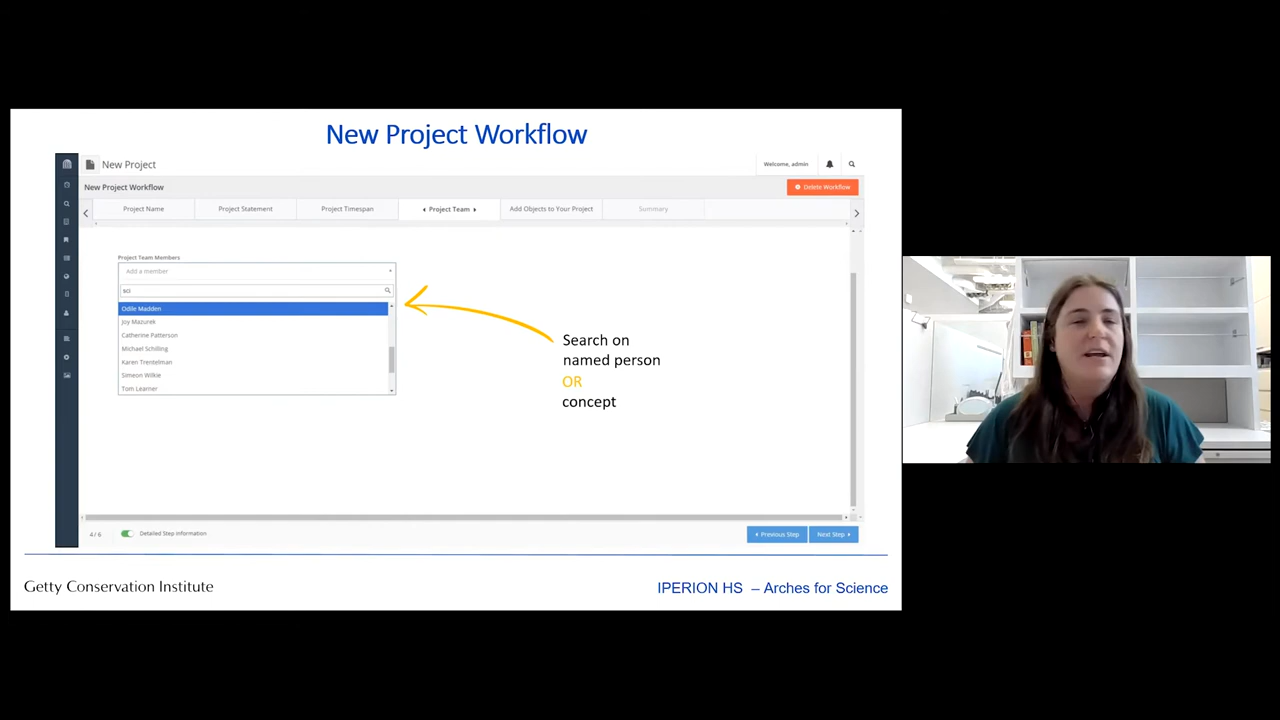 New Project Workflow
New Project
Welcome, admin
New Project Workflow
Delete Workflow
Project Name
Project Statement
Project Timespan
Project Team
Add Objects to Your Project
Summary
Project Team Members
Add a member
sci
Odile Madden
Joy Mazurek
Catherine Patterson
Michael Schilling
Karen Trentelman
Simeon Wilkie
Tom Learner
Search on
named person
OR
concept
4 / 6
Detailed Step Information
Previous Step
Next Step
Getty Conservation Institute
IPERION HS – Arches for Science